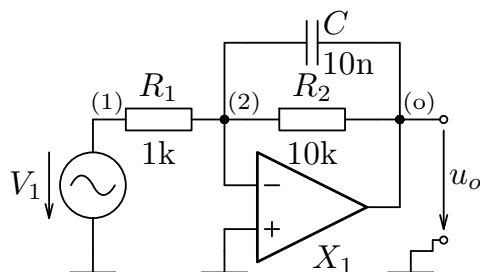 C
10n
(1) R₁ (2) R₂ (o)
1k 10k
V₁ − uₒ
+
X₁